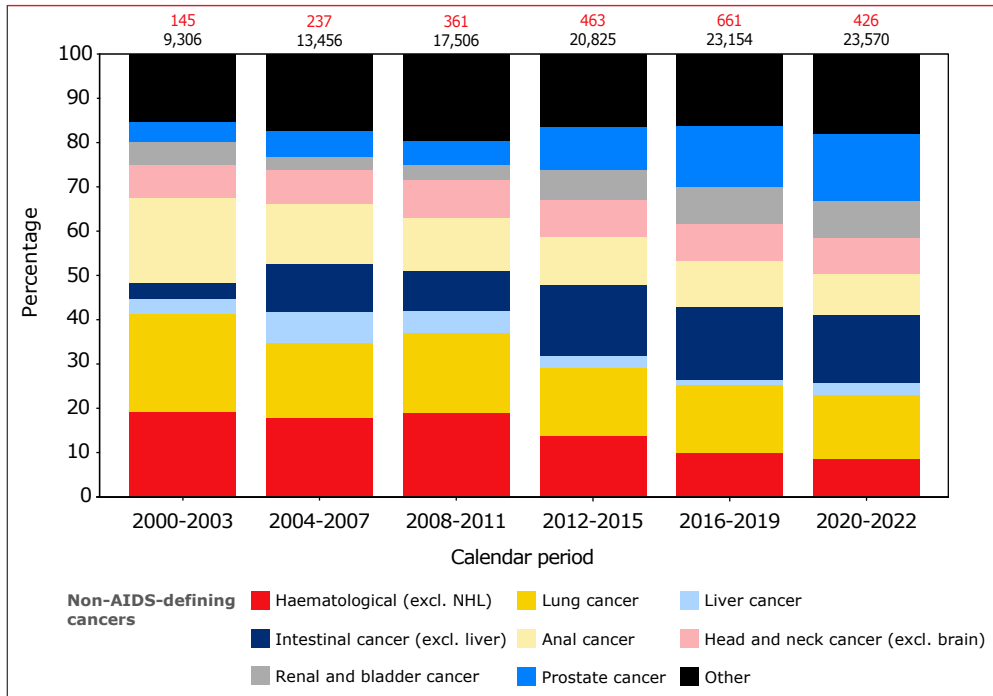 145 237 361 463 661 426
9,306 13,456 17,506 20,825 23,154 23,570
100
90
80
70
60
50
40
30
20
10
0
Percentage
2000-2003 2004-2007 2008-2011 2012-2015 2016-2019 2020-2022
Calendar period
Non-AIDS-defining
cancers
Haematological (excl. NHL) Lung cancer Liver cancer
Intestinal cancer (excl. liver) Anal cancer Head and neck cancer (excl. brain)
Renal and bladder cancer Prostate cancer Other